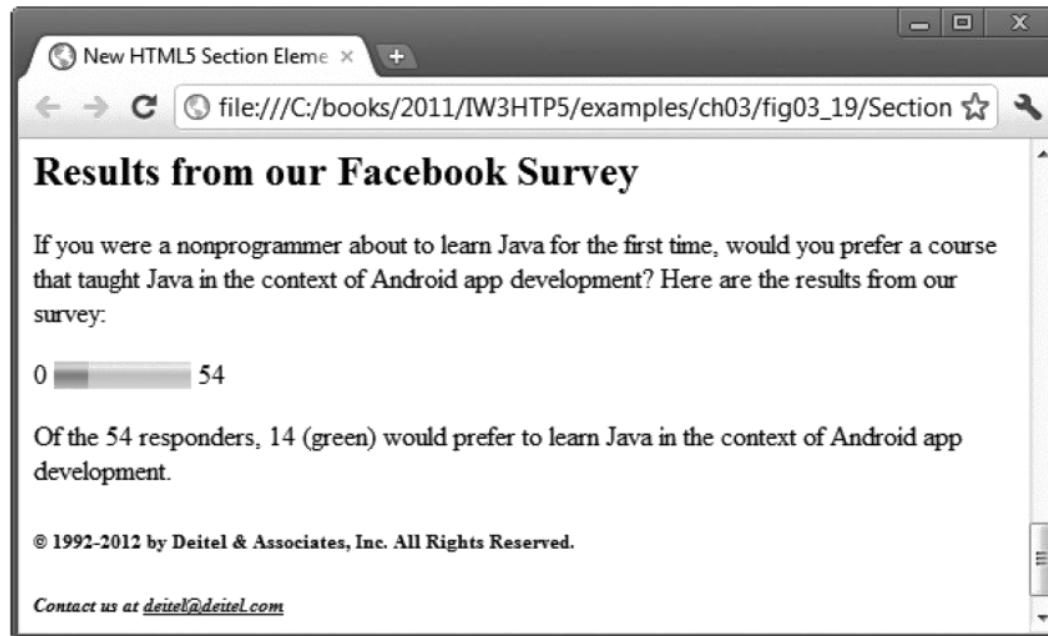 New HTML5 Section Eleme
file:///C:/books/2011/IW3HTP5/examples/ch03/fig03_19/Section
Results from our Facebook Survey
If you were a nonprogrammer about to learn Java for the first time, would you prefer a course
that taught Java in the context of Android app development? Here are the results from our
survey:
0 54
Of the 54 responders, 14 (green) would prefer to learn Java in the context of Android app
development.
© 1992-2012 by Deitel & Associates, Inc. All Rights Reserved.
Contact us at deitel@deitel.com